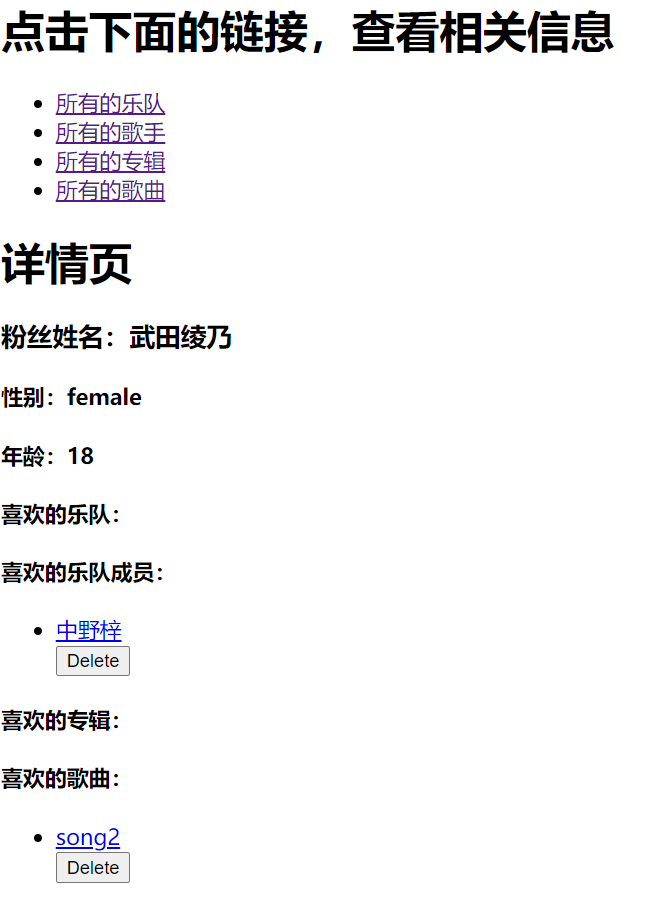 点击下面的链接，查看相关信息
所有的乐队
所有的歌手
所有的专辑
所有的歌曲
详情页
粉丝姓名：武田绫乃
性别：female
年龄：18
喜欢的乐队：
喜欢的乐队成员：
中野梓
Delete
喜欢的专辑：
喜欢的歌曲：
song2
Delete